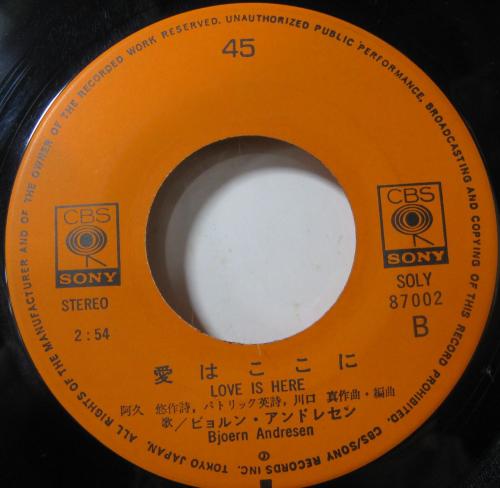 ALL RIGHTS OF THE MANUFACTURER AND OF THE OWNER OF THE RECORDED WORK RESERVED. UNAUTHORIZED PUBLIC PERFORMANCE, BROADCASTING AND COPYING OF THIS RECORD PROHIBITED. CBS/SONY RECORDS INC. TOKYO JAPAN.
45
CBS
SONY
CBS
SONY
STEREO
SOLY
87002
2:54
B
愛はここに
LOVE IS HERE
阿久 悠作詩, パトリック英詩, 川口 真作曲・編曲
歌/ビョルン・アンドレセン
Bjoern Andresen
℗